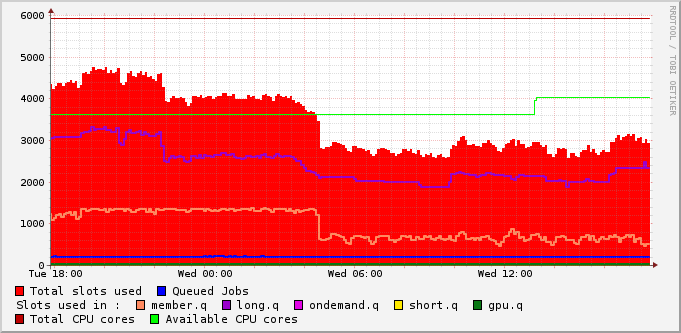 6000
5000
4000
3000
2000
1000
0
Tue 18:00 Wed 00:00 Wed 06:00 Wed 12:00
Total slots used Queued Jobs
Slots used in : member.q long.q ondemand.q short.q gpu.q
Total CPU cores Available CPU cores
RRDTOOL / TOBI OETIKER